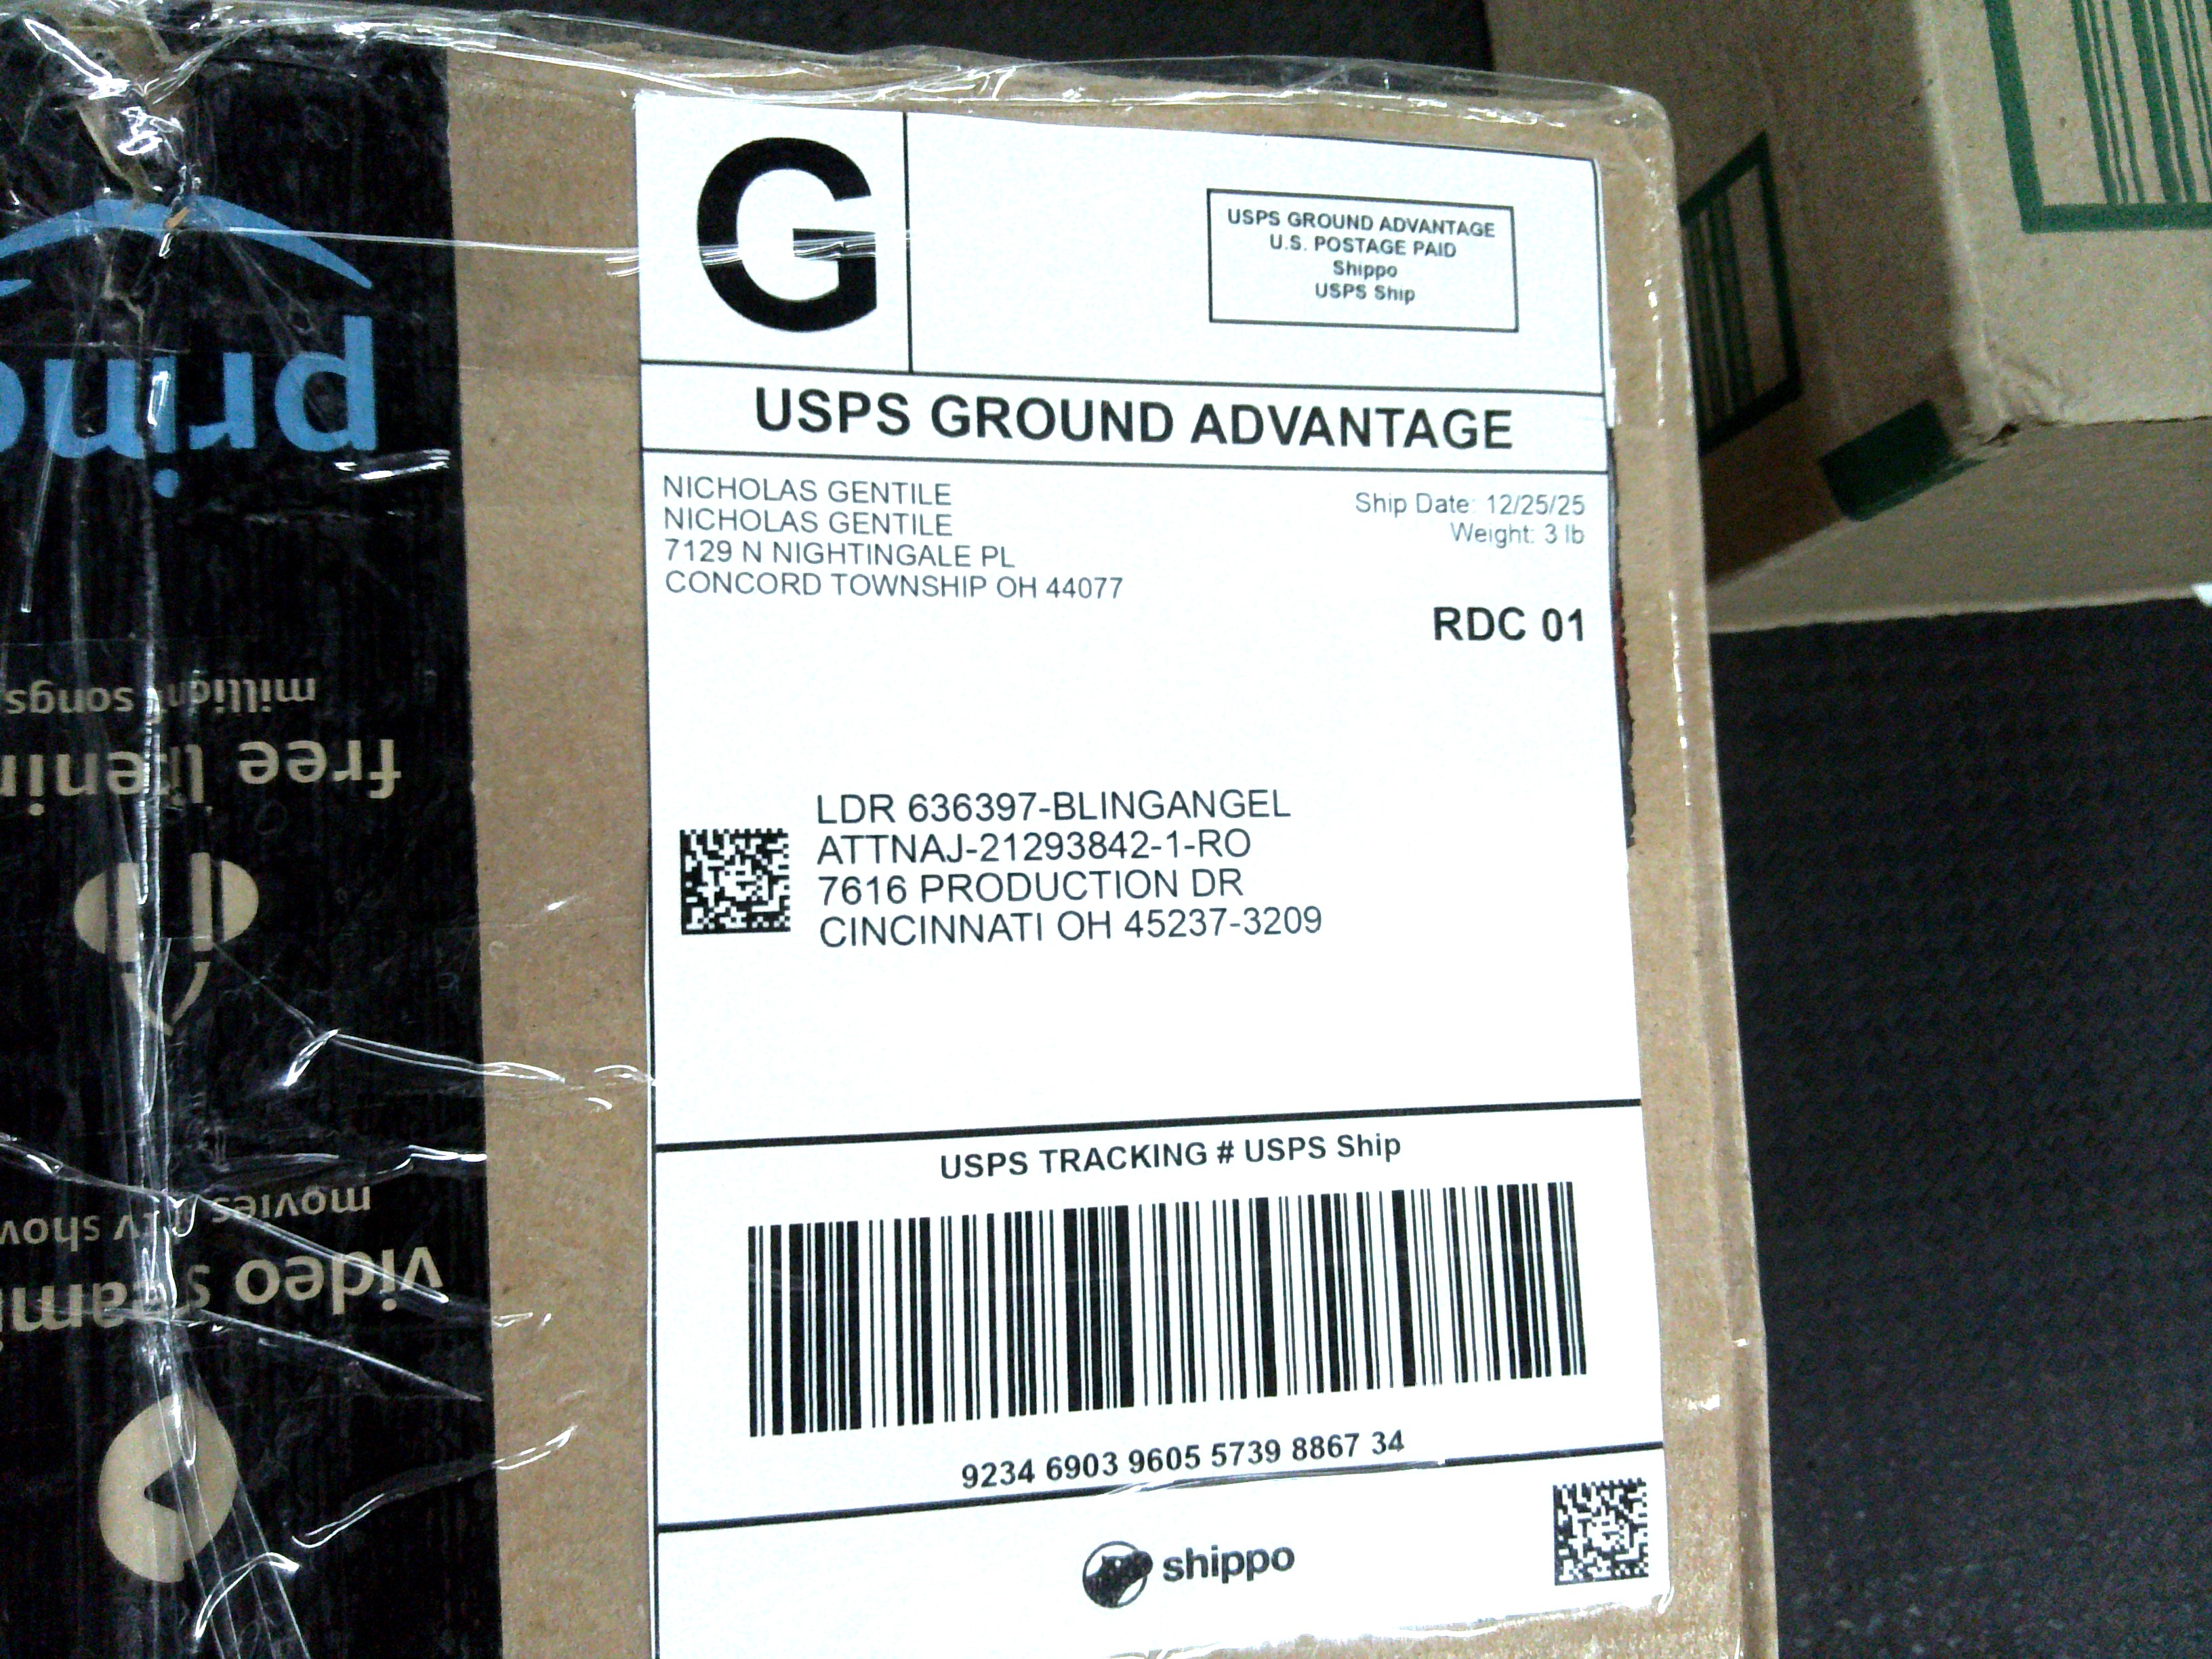 G
USPS GROUND ADVANTAGE
U.S. POSTAGE PAID
Shippo
USPS Ship
USPS GROUND ADVANTAGE
NICHOLAS GENTILE
NICHOLAS GENTILE
7129 N NIGHTINGALE PL
CONCORD TOWNSHIP OH 44077
Ship Date: 12/25/25
Weight: 3 lb
RDC 01
LDR 636397-BLINGANGEL
ATTNAJ-21293842-1-RO
7616 PRODUCTION DR
CINCINNATI OH 45237-3209
USPS TRACKING # USPS Ship
9234 6903 9605 5739 8867 34
shippo
video
movies
free
songs